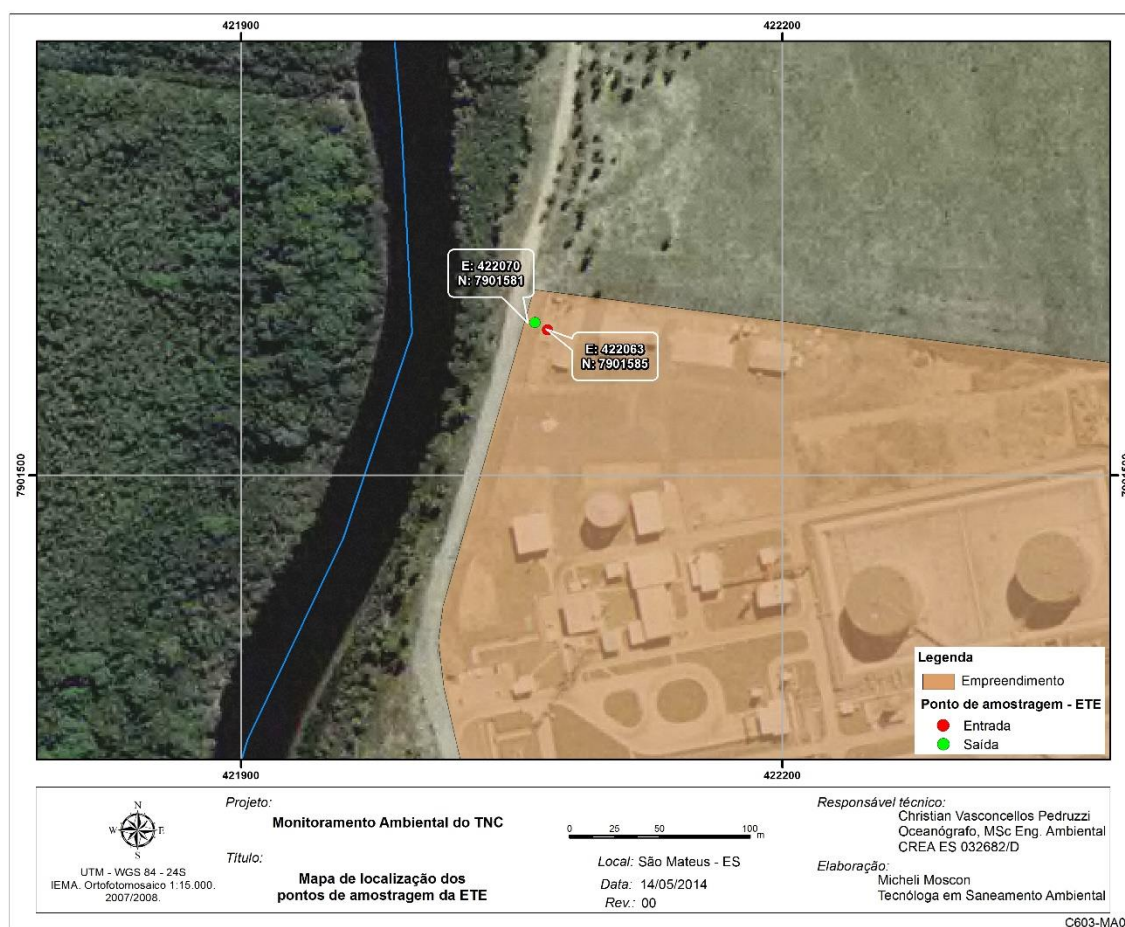 421900
422200
E: 422070
N: 7901581
E: 422063
N: 7901585
7901500
7901500
Legenda
Empreendimento
Ponto de amostragem - ETE
Entrada
Saída
421900
422200
N
W
E
S
UTM - WGS 84 - 24S
IEMA. Ortofotomosaico 1:15.000.
2007/2008.
Projeto:
Monitoramento Ambiental do TNC
Título:
Mapa de localização dos
pontos de amostragem da ETE
0 25 50 100
m
Local: São Mateus - ES
Data: 14/05/2014
Rev.: 00
Responsável técnico:
Christian Vasconcellos Pedruzzi
Oceanógrafo, MSc Eng. Ambiental
CREA ES 032682/D
Elaboração:
Micheli Moscon
Tecnóloga em Saneamento Ambiental
C603-MA0